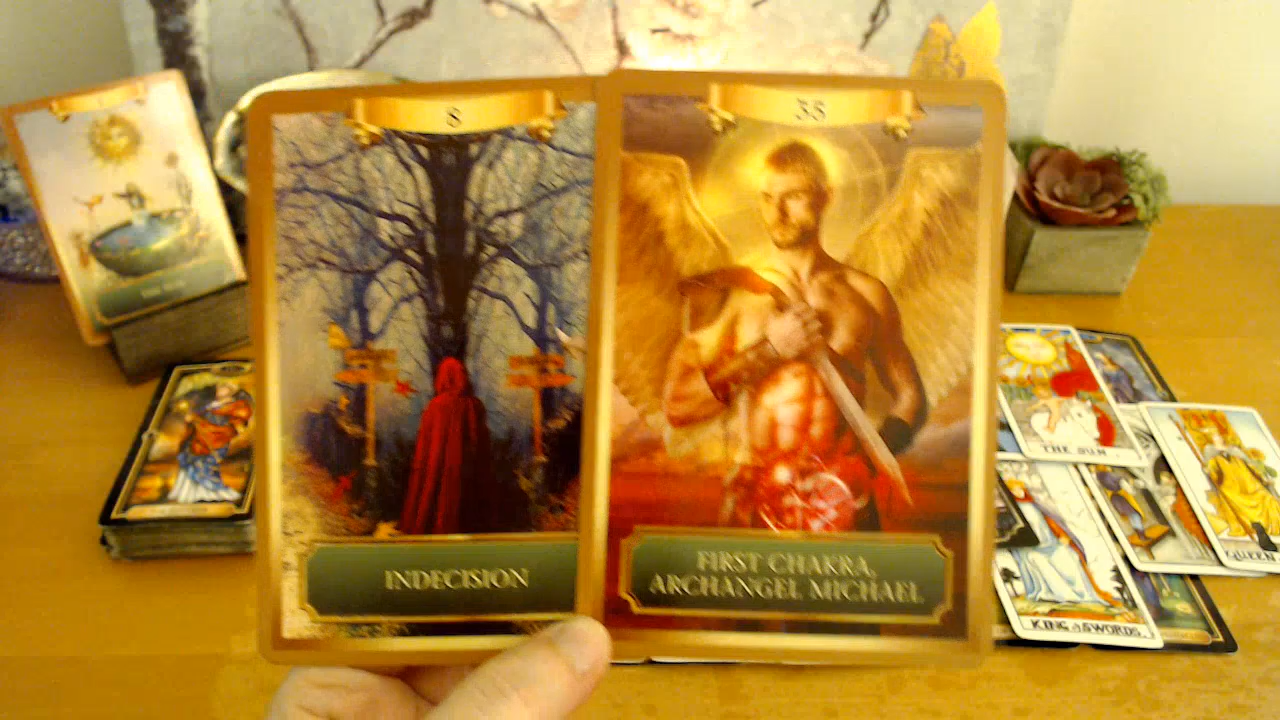 8
35
INDECISION
FIRST CHAKRA,
ARCHANGEL MICHAEL
THE SUN.
QUEEN
KING of SWORDS.